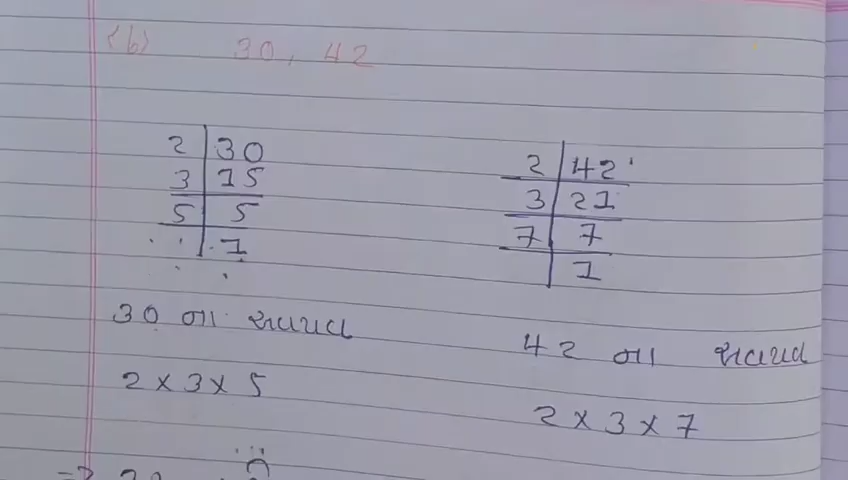 (b) 30, 42
2 | 30
3 | 15
5 | 5
1
2 | 42
3 | 21
7 | 7
1
30 ના અવયવ
2 x 3 x 5
42 ના અવયવ
2 x 3 x 7